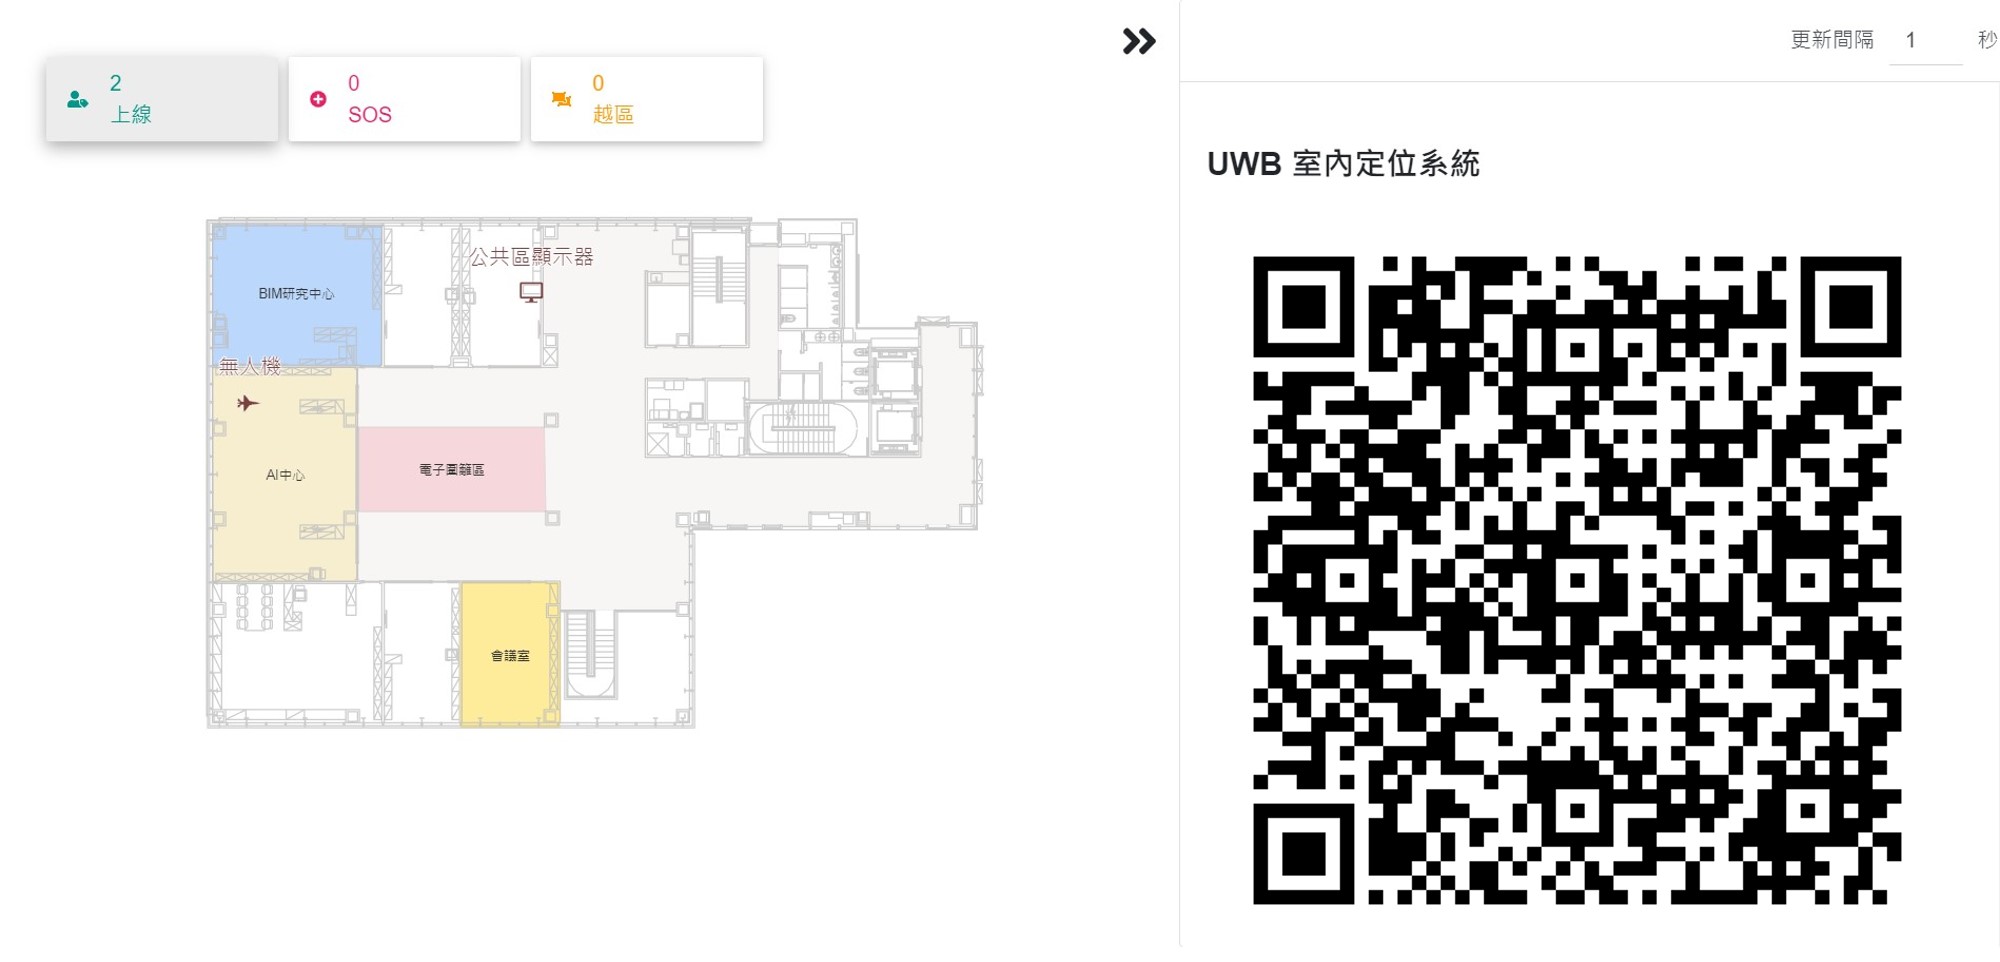 更新間隔 1 秒
2
上線
0
SOS
0
越區
UWB 室內定位系統
公共區顯示器
BIM研究中心
無人機
電子圍籬區
AI中心
會議室